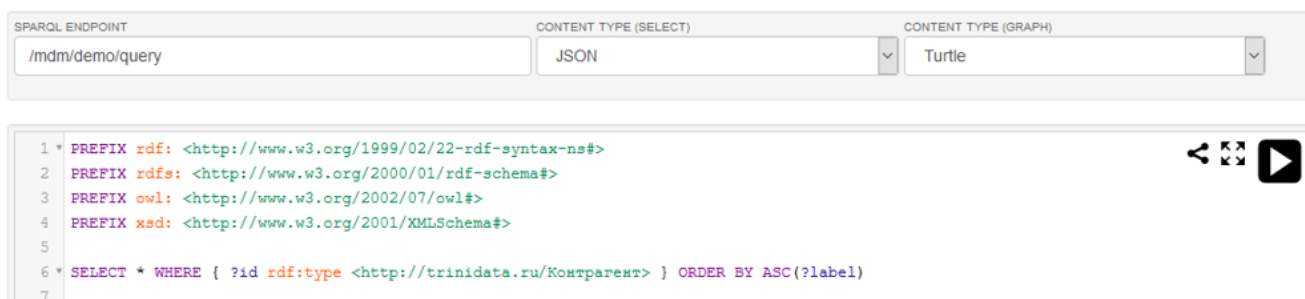 SPARQL ENDPOINT CONTENT TYPE (SELECT) CONTENT TYPE (GRAPH)
/mdm/demo/query JSON Turtle
1 PREFIX rdf: <http://www.w3.org/1999/02/22-rdf-syntax-ns#>
2 PREFIX rdfs: <http://www.w3.org/2000/01/rdf-schema#>
3 PREFIX owl: <http://www.w3.org/2002/07/owl#>
4 PREFIX xsd: <http://www.w3.org/2001/XMLSchema#>
5
6 SELECT * WHERE { ?id rdf:type <http://trinidata.ru/Контрагент> } ORDER BY ASC(?label)
7